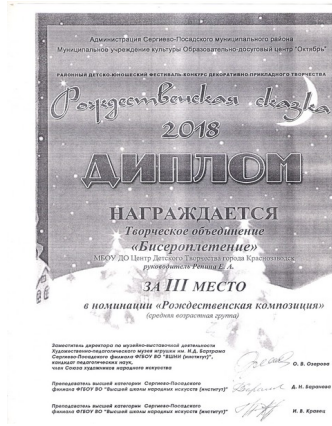 Администрация Сергиево-Посадского муниципального района
Муниципальное учреждение культуры Образовательно-досуговый центр "Октябрь"
РАЙОННЫЙ ДЕТСКО-ЮНОШЕСКИЙ ФЕСТИВАЛЬ-КОНКУРС ДЕКОРАТИВНО-ПРИКЛАДНОГО ТВОРЧЕСТВА
Рождественская сказка
2018
ДИПЛОМ
НАГРАЖДАЕТСЯ
Творческое объединение
«Бисероплетение»
МБОУ ДО Центр Детского Творчества города Краснозаводск
руководитель Репина Е. А.
ЗА III МЕСТО
в номинации «Рождественская композиция»
(средняя возрастная группа)
Заместитель директора по музейно-выставочной деятельности
Художественно-педагогического музея игрушки им. Н.Д. Бартрама
Сергиево-Посадского филиала ФГБОУ ВО "ВШНИ (институт)",
кандидат педагогических наук,
член Союза художников народного искусства
О. В. Озерова
Преподаватель высшей категории Сергиево-Посадского
филиала ФГБОУ ВО "Высшей школы народных искусств (институт)"
Д. Н. Баранова
Преподаватель высшей категории Сергиево-Посадского
филиала ФГБОУ ВО "Высшей школы народных искусств (институт)"
И. В. Кравец